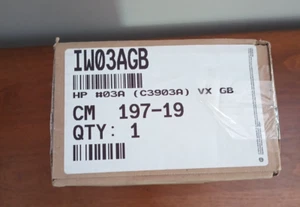 IW03AGB
HP #03A (C3903A) VX GB
CM 197-19
QTY: 1